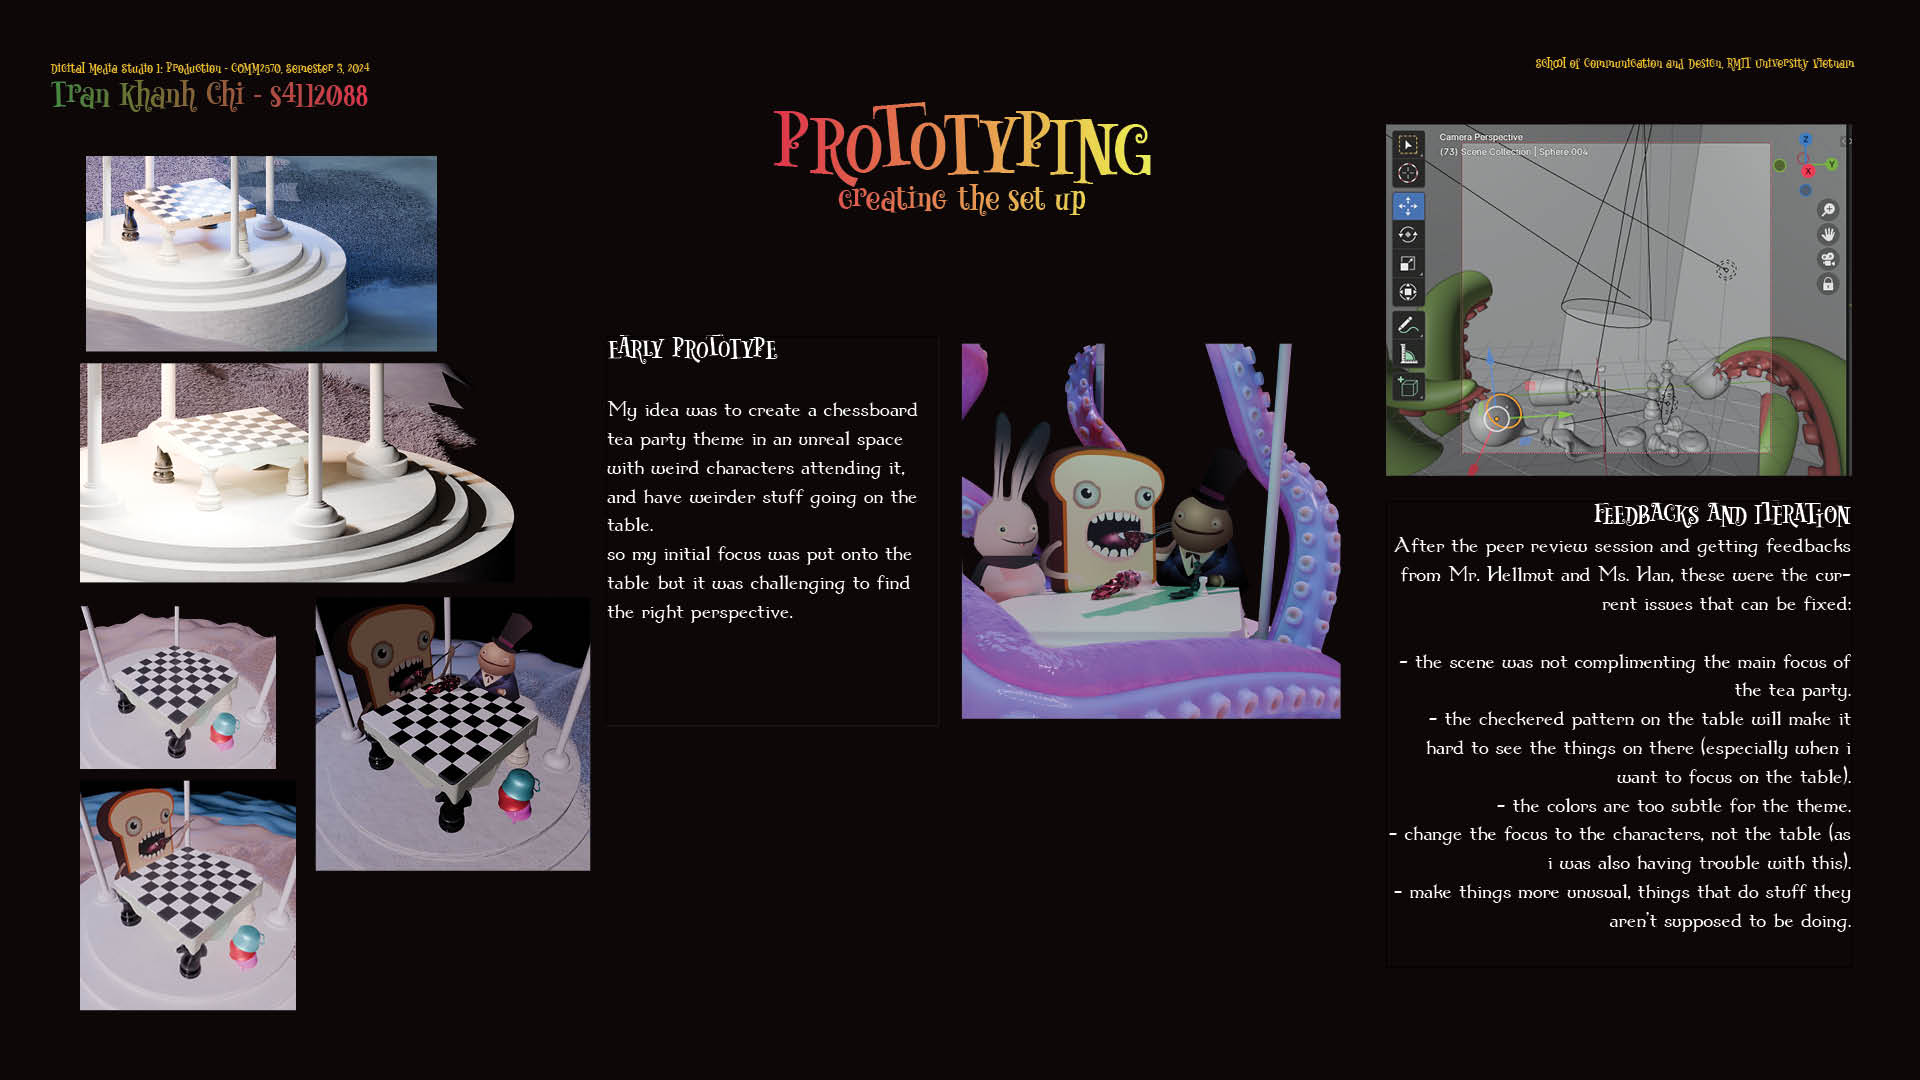 Digital Media Studio 1: Production - COMM2570, Semester 3, 2024
Tran Khanh Chi - S4112088
School of Communication and Design, RMIT University Vietnam
PROTOTYPING
creating the set up
EARLY PROTOTYPE
My idea was to create a chessboard
tea party theme in an unreal space
with weird characters attending it,
and have weirder stuff going on the
table.
so my initial focus was put onto the
table but it was challenging to find
the right perspective.
Camera Perspective
(73) Scene Collection | Sphere.004
Z
Y
X
FEEDBACKS AND ITERATION
After the peer review session and getting feedbacks
from Mr. Hellmut and Ms. Han, these were the cur-
rent issues that can be fixed:
- the scene was not complimenting the main focus of
the tea party.
- the checkered pattern on the table will make it
hard to see the things on there (especially when i
want to focus on the table).
- the colors are too subtle for the theme.
- change the focus to the characters, not the table (as
i was also having trouble with this).
- make things more unusual, things that do stuff they
aren't supposed to be doing.